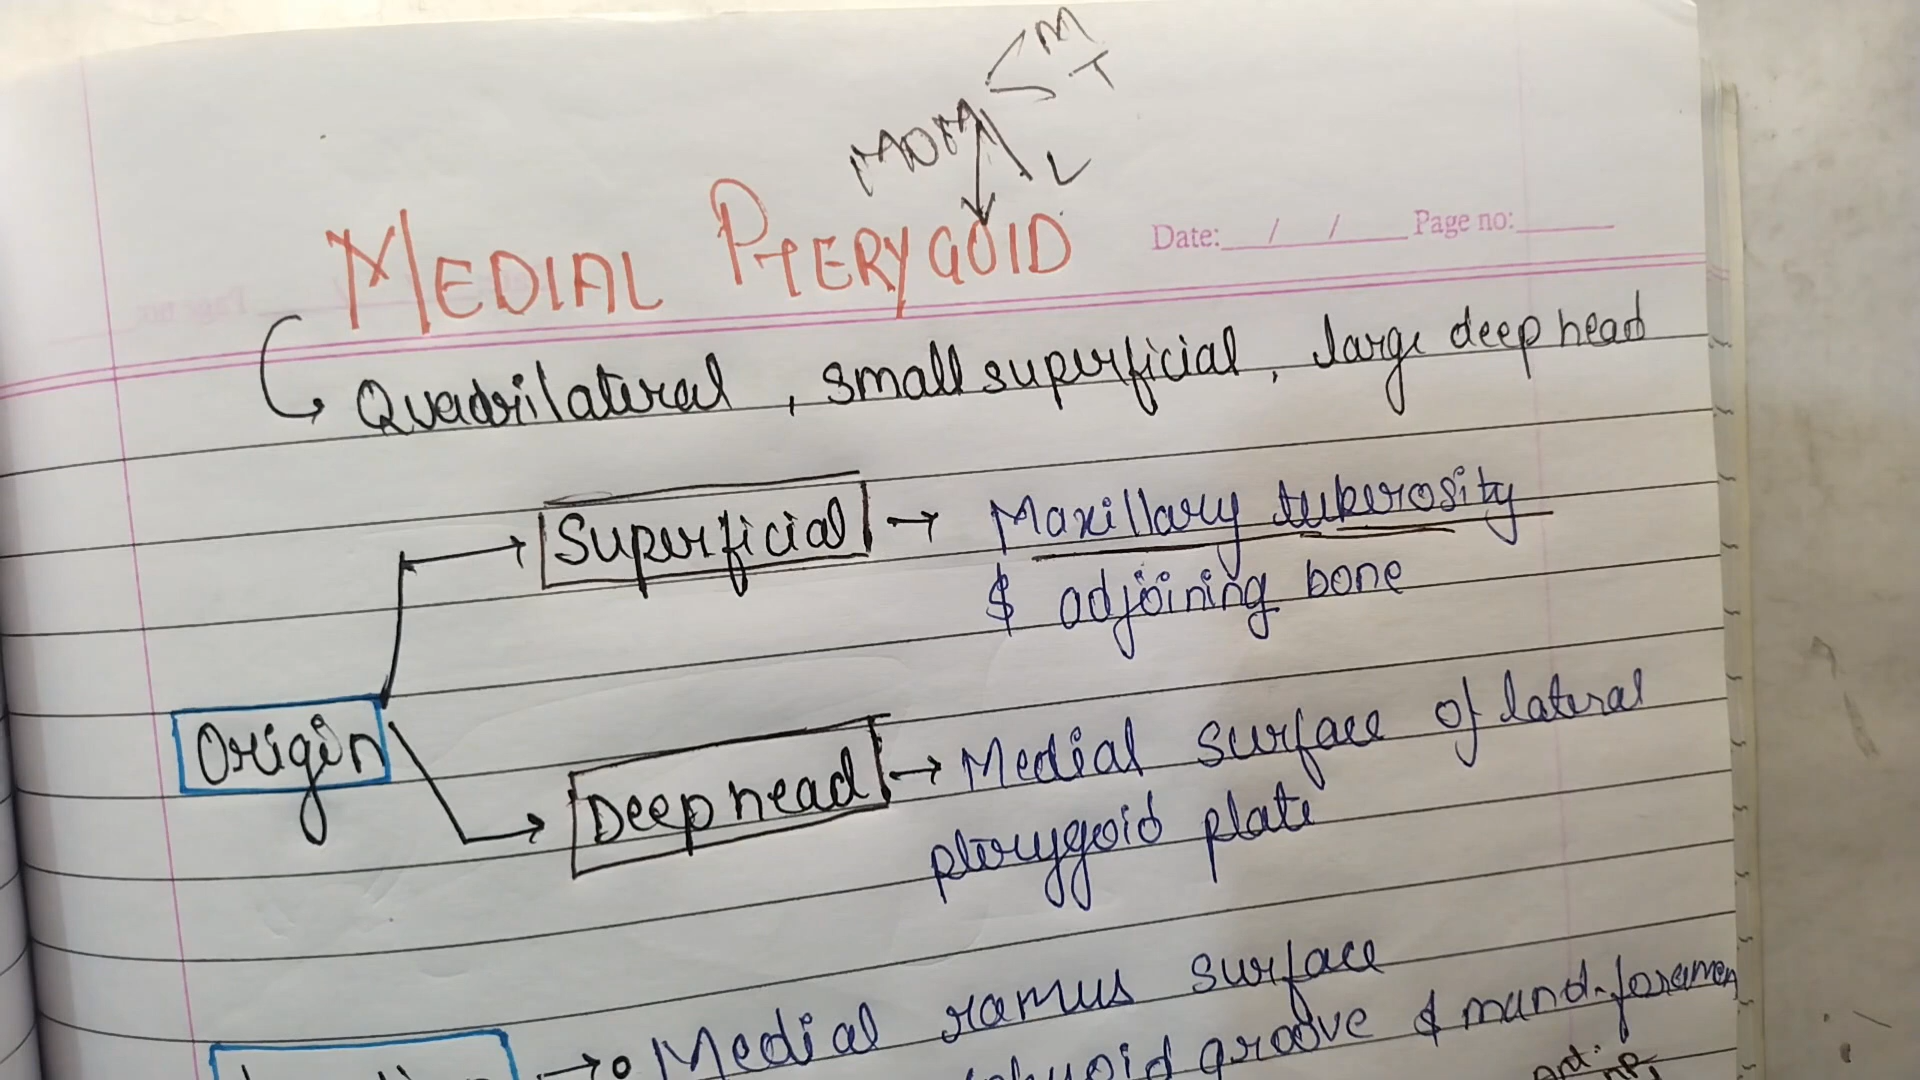 M
T
MOM
L
MEDIAL PTERYGOID
Date: / / Page no:
Quadrilateral, small superficial, large deep head
Superficial → Maxillary tuberosity
& adjoining bone
Origin
Deep head → Medial surface of lateral
pterygoid plate
→ Medial ramus surface
groove & mand. foramen